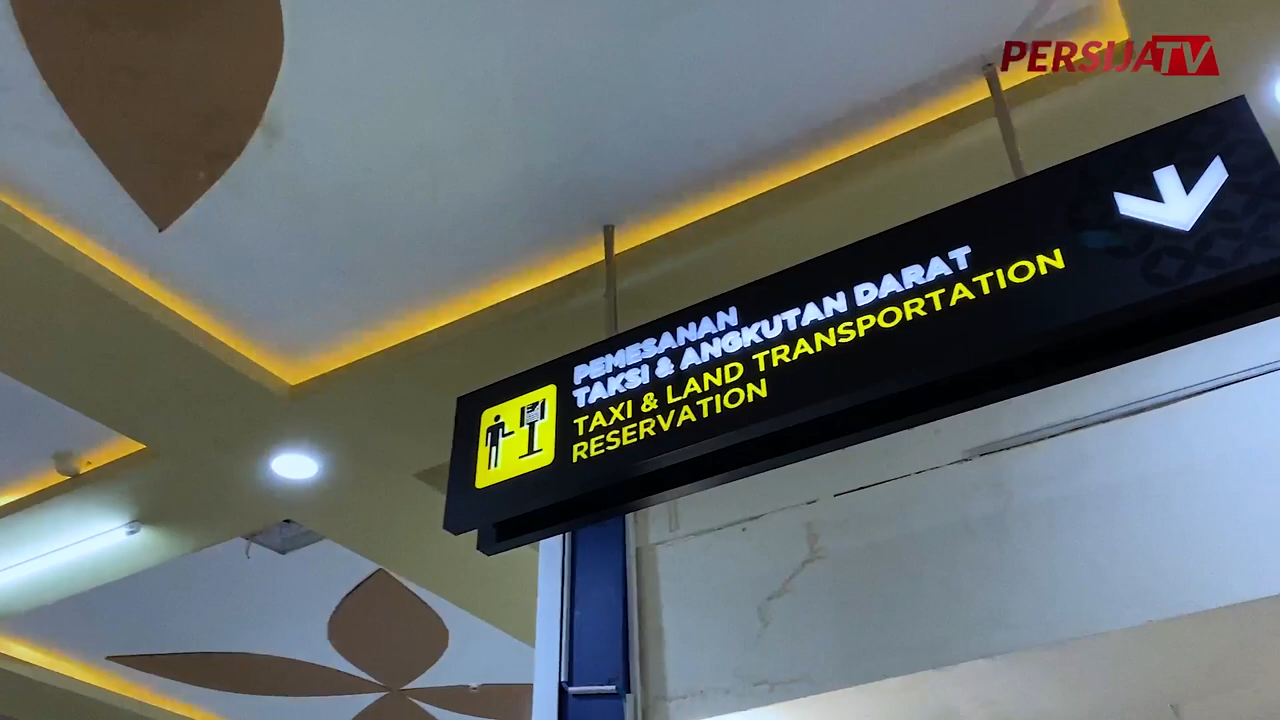 PERSIJATV
PEMESANAN
TAKSI & ANGKUTAN DARAT
TAXI & LAND TRANSPORTATION
RESERVATION